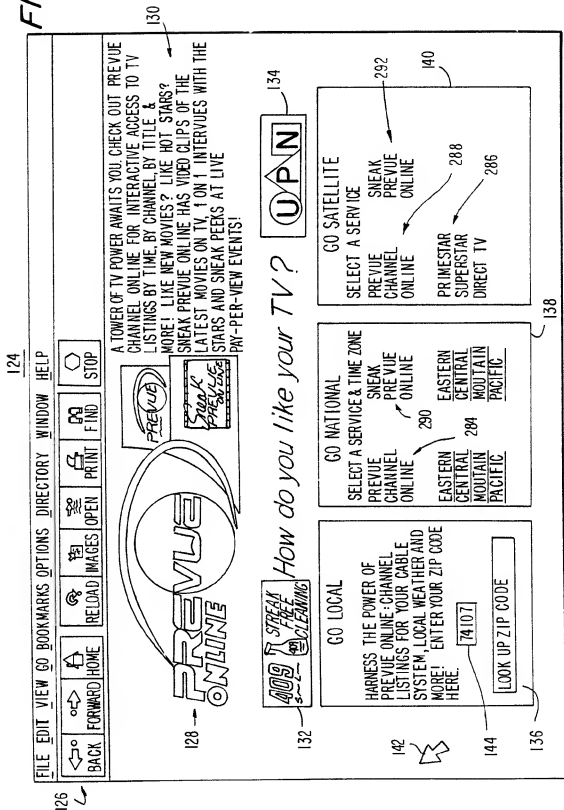 FI
124
FILE EDIT VIEW GO BOOKMARKS OPTIONS DIRECTORY WINDOW HELP
BACK FORWARD HOME RELOAD IMAGES OPEN PRINT FIND STOP
126
PREVUE
ONLINE
128
PREVUE
Sneak
PREVUE
ONLINE
A TOWER OF TV POWER AWAITS YOU. CHECK OUT PREVUE
CHANNEL ONLINE FOR INTERACTIVE ACCESS TO TV
LISTINGS BY TIME, BY CHANNEL, BY TITLE &
MORE! LIKE NEW MOVIES? LIKE HOT STARS?
SNEAK PREVUE ONLINE HAS VIDEO CLIPS OF THE
LATEST MOVIES ON TV, 1 ON 1 INTERVUES WITH THE
STARS AND SNEAK PEEKS AT LIVE
PAY-PER-VIEW EVENTS!
130
132
409
STREAK
FREE
CLEANING
409
How do you like your TV?
UPN
134
GO LOCAL
HARNESS THE POWER OF
PREVUE ONLINE: CHANNEL
LISTINGS FOR YOUR CABLE
SYSTEM, LOCAL WEATHER AND
MORE! ENTER YOUR ZIP CODE
HERE.
74107
LOOK UP ZIP CODE
142
144
136
GO NATIONAL
SELECT A SERVICE & TIME ZONE
PREVUE
CHANNEL
ONLINE
SNEAK
PREVUE
ONLINE
290
284
EASTERN
CENTRAL
MOUTAIN
PACIFIC
EASTERN
CENTRAL
MOUTAIN
PACIFIC
138
GO SATELLITE
SELECT A SERVICE
PREVUE
CHANNEL
ONLINE
SNEAK
PREVUE
ONLINE
292
288
PRIMESTAR
SUPERSTAR
DIRECT TV
286
140